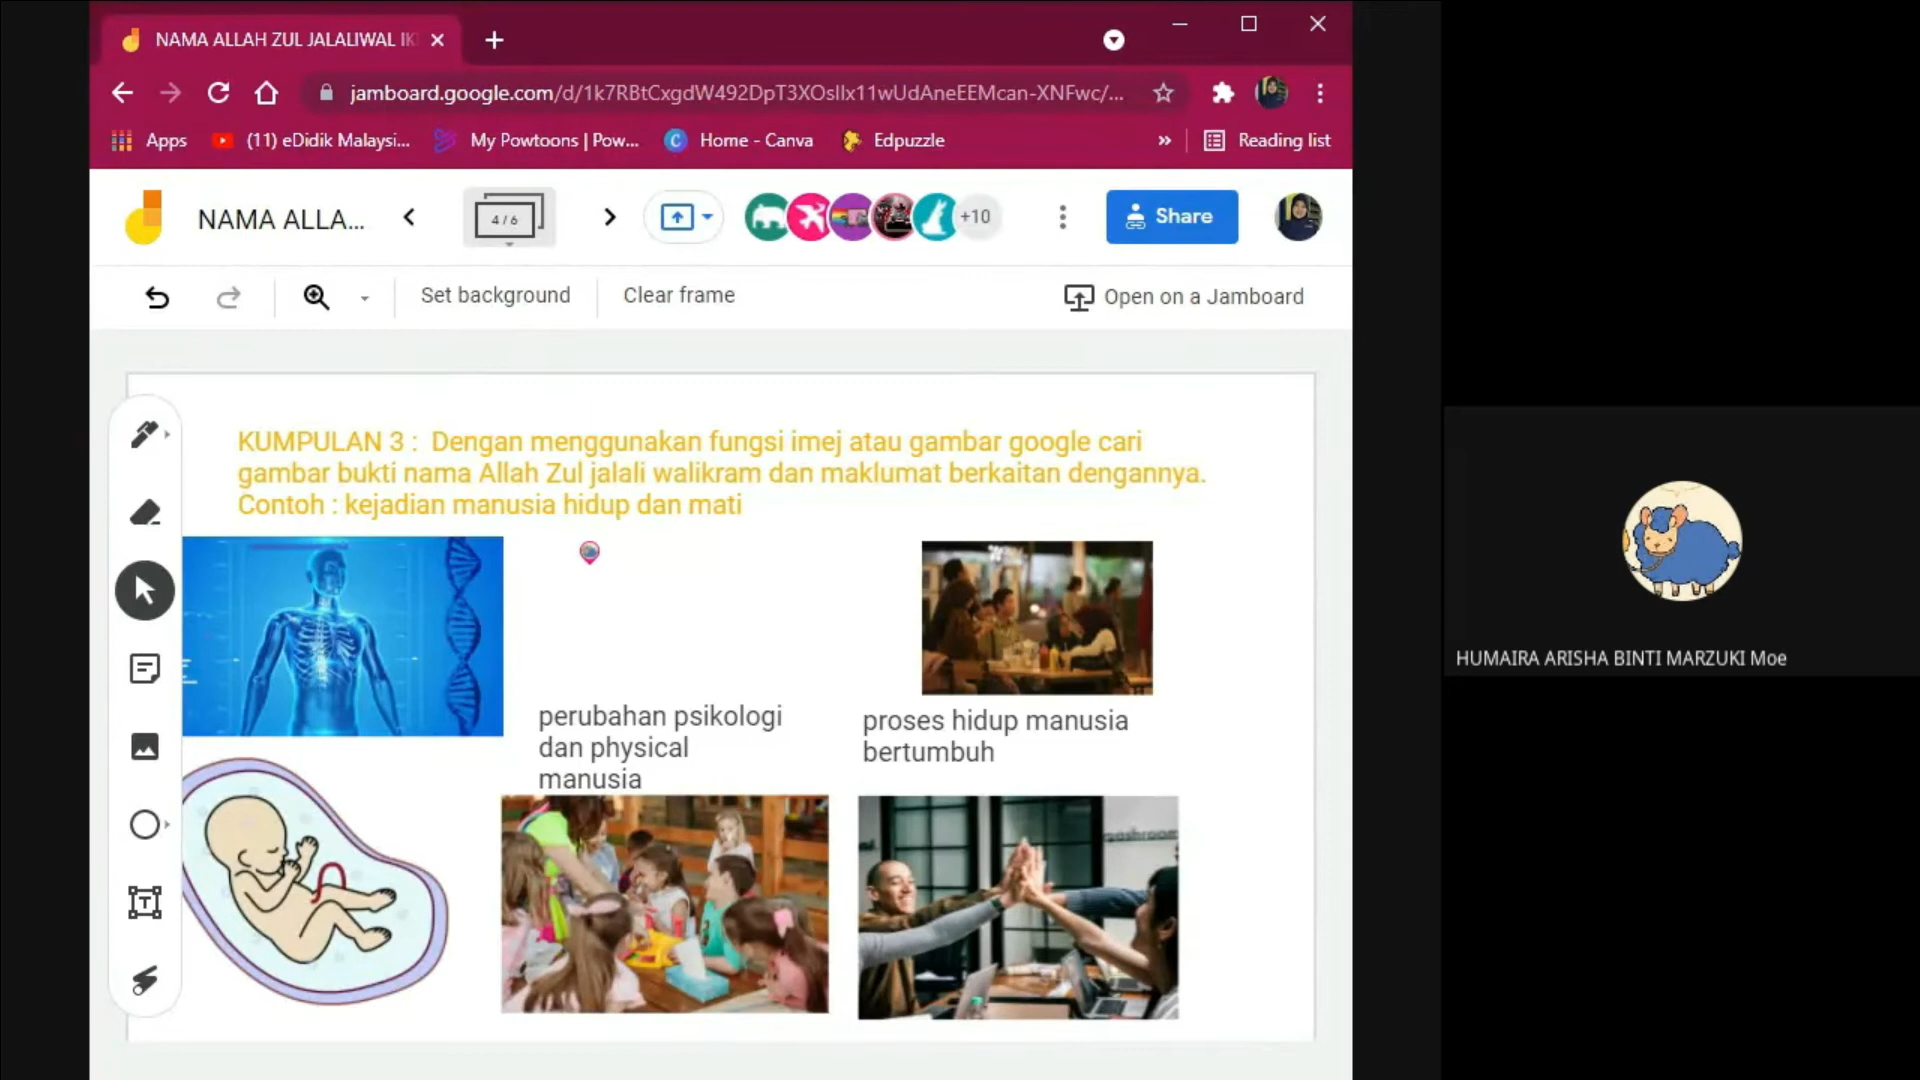 NAMA ALLAH ZUL JALALIWAL IK
jamboard.google.com/d/1k7RBtCxgdW492DpT3XOsllx11wUdAneEEMcan-XNFwc/...
Apps
(11) eDidik Malaysi...
My Powtoons | Pow...
Home - Canva
Edpuzzle
»
Reading list
NAMA ALLA...
4 / 6
+10
Share
Set background
Clear frame
Open on a Jamboard
KUMPULAN 3 : Dengan menggunakan fungsi imej atau gambar google cari
gambar bukti nama Allah Zul jalali walikram dan maklumat berkaitan dengannya.
Contoh : kejadian manusia hidup dan mati
perubahan psikologi
dan physical
manusia
proses hidup manusia
bertumbuh
HUMAIRA ARISHA BINTI MARZUKI Moe